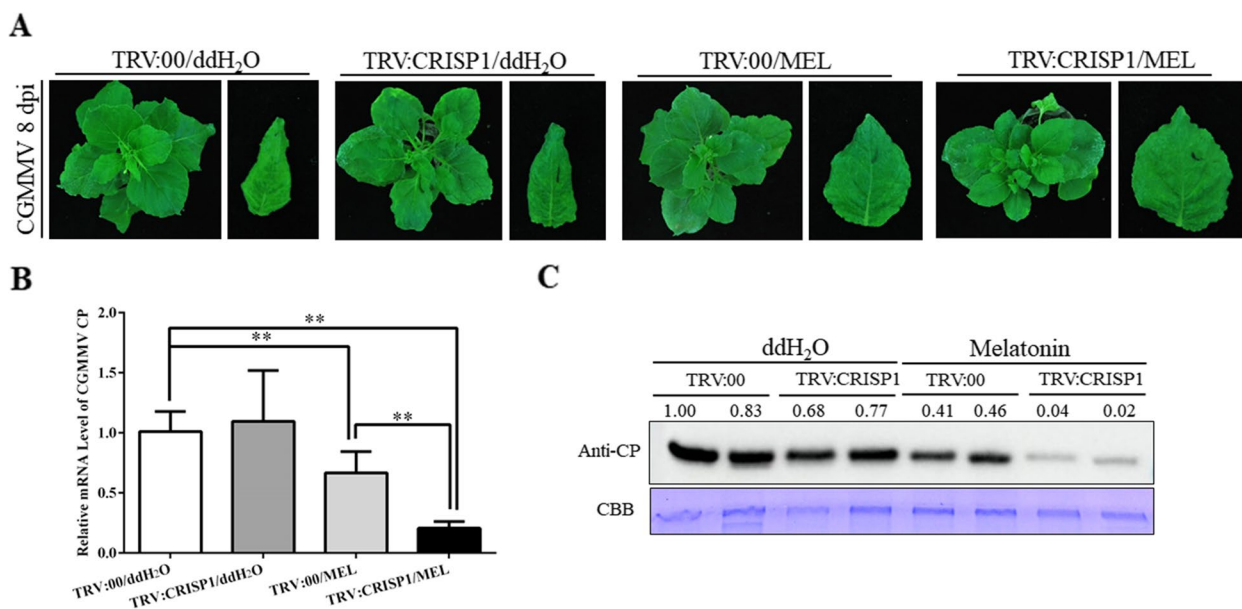 A
TRV:00/ddH₂O
TRV:CRISP1/ddH₂O
TRV:00/MEL
TRV:CRISP1/MEL
CGMMV 8 dpi
B
Relative mRNA Level of CGMMV CP
2.0
1.5
1.0
0.5
0.0
**
**
**
TRV:00/ddH₂O
TRV:CRISP1/ddH₂O
TRV:00/MEL
TRV:CRISP1/MEL
C
ddH₂O Melatonin
TRV:00 TRV:CRISP1 TRV:00 TRV:CRISP1
1.00 0.83 0.68 0.77 0.41 0.46 0.04 0.02
Anti-CP
CBB